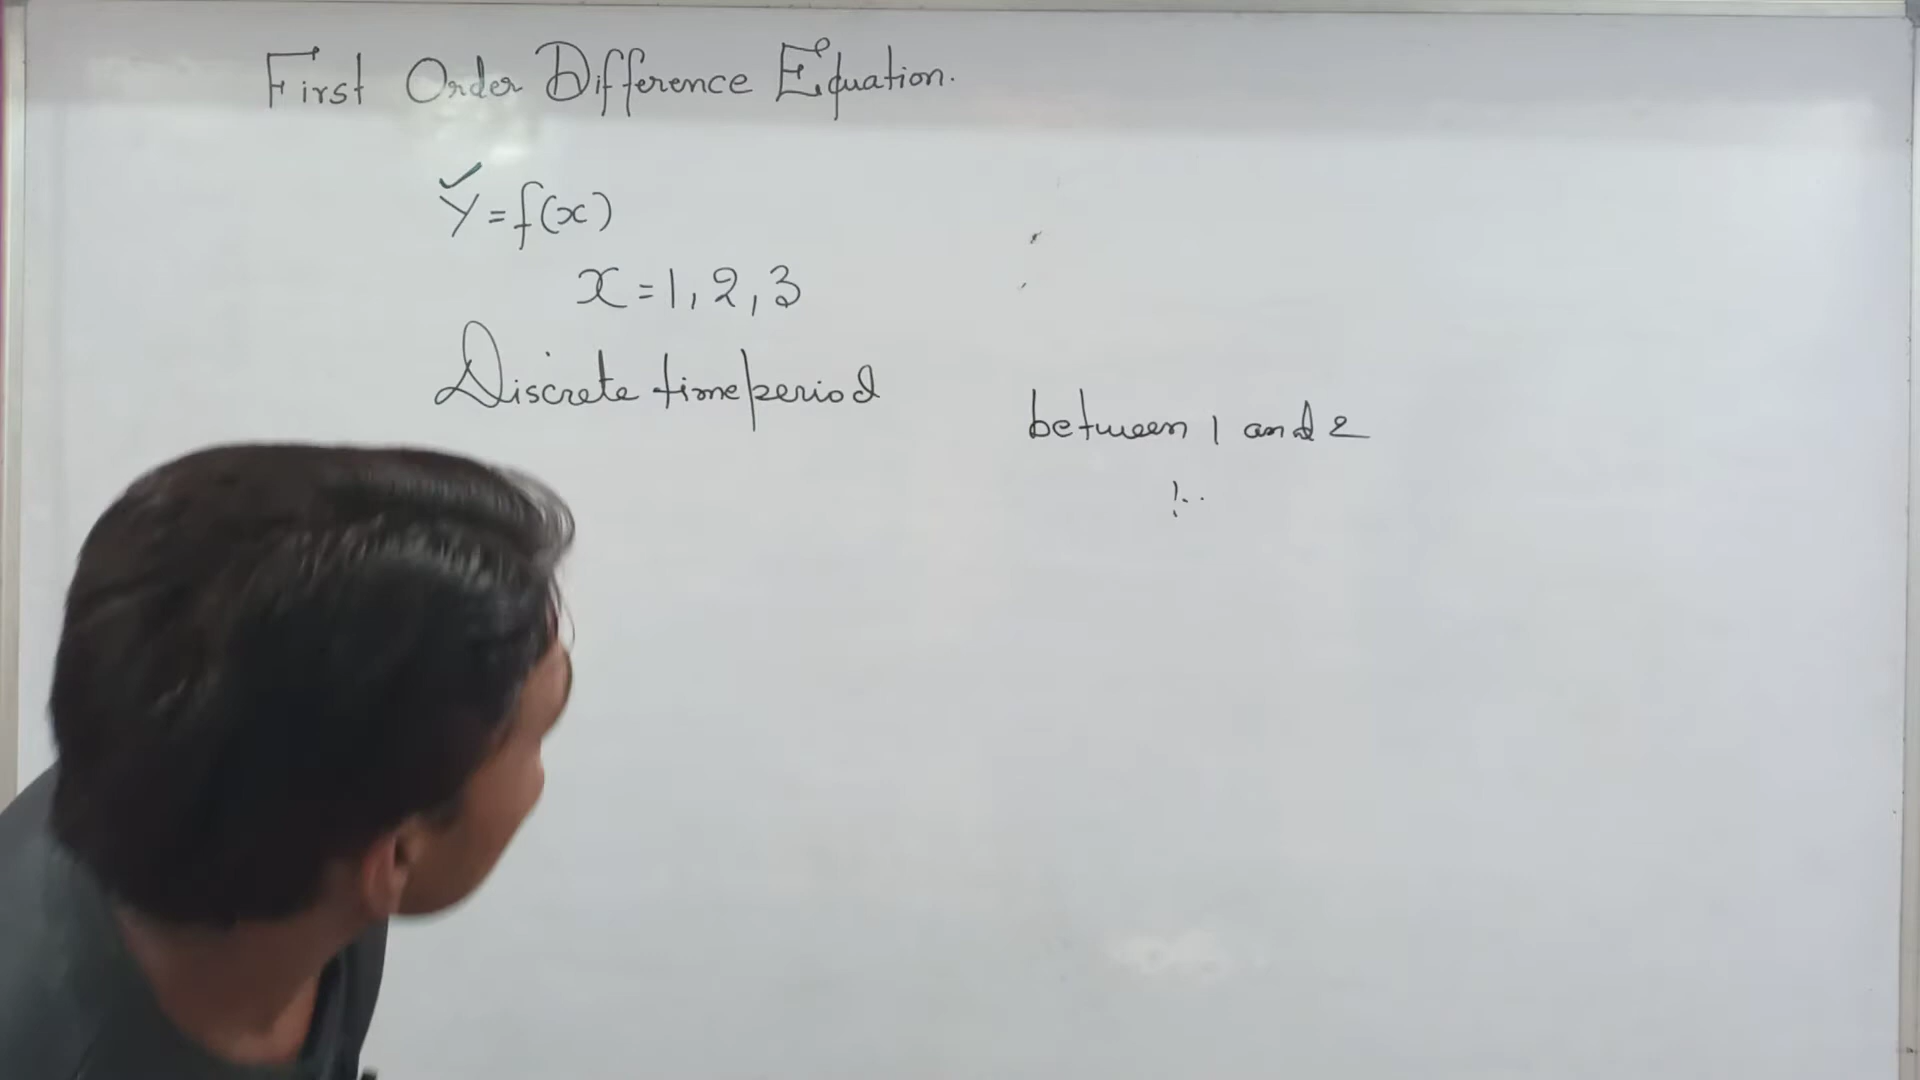 First Order Difference Equation.
Y = f(x)
x = 1, 2, 3
Discrete time period
between 1 and 2